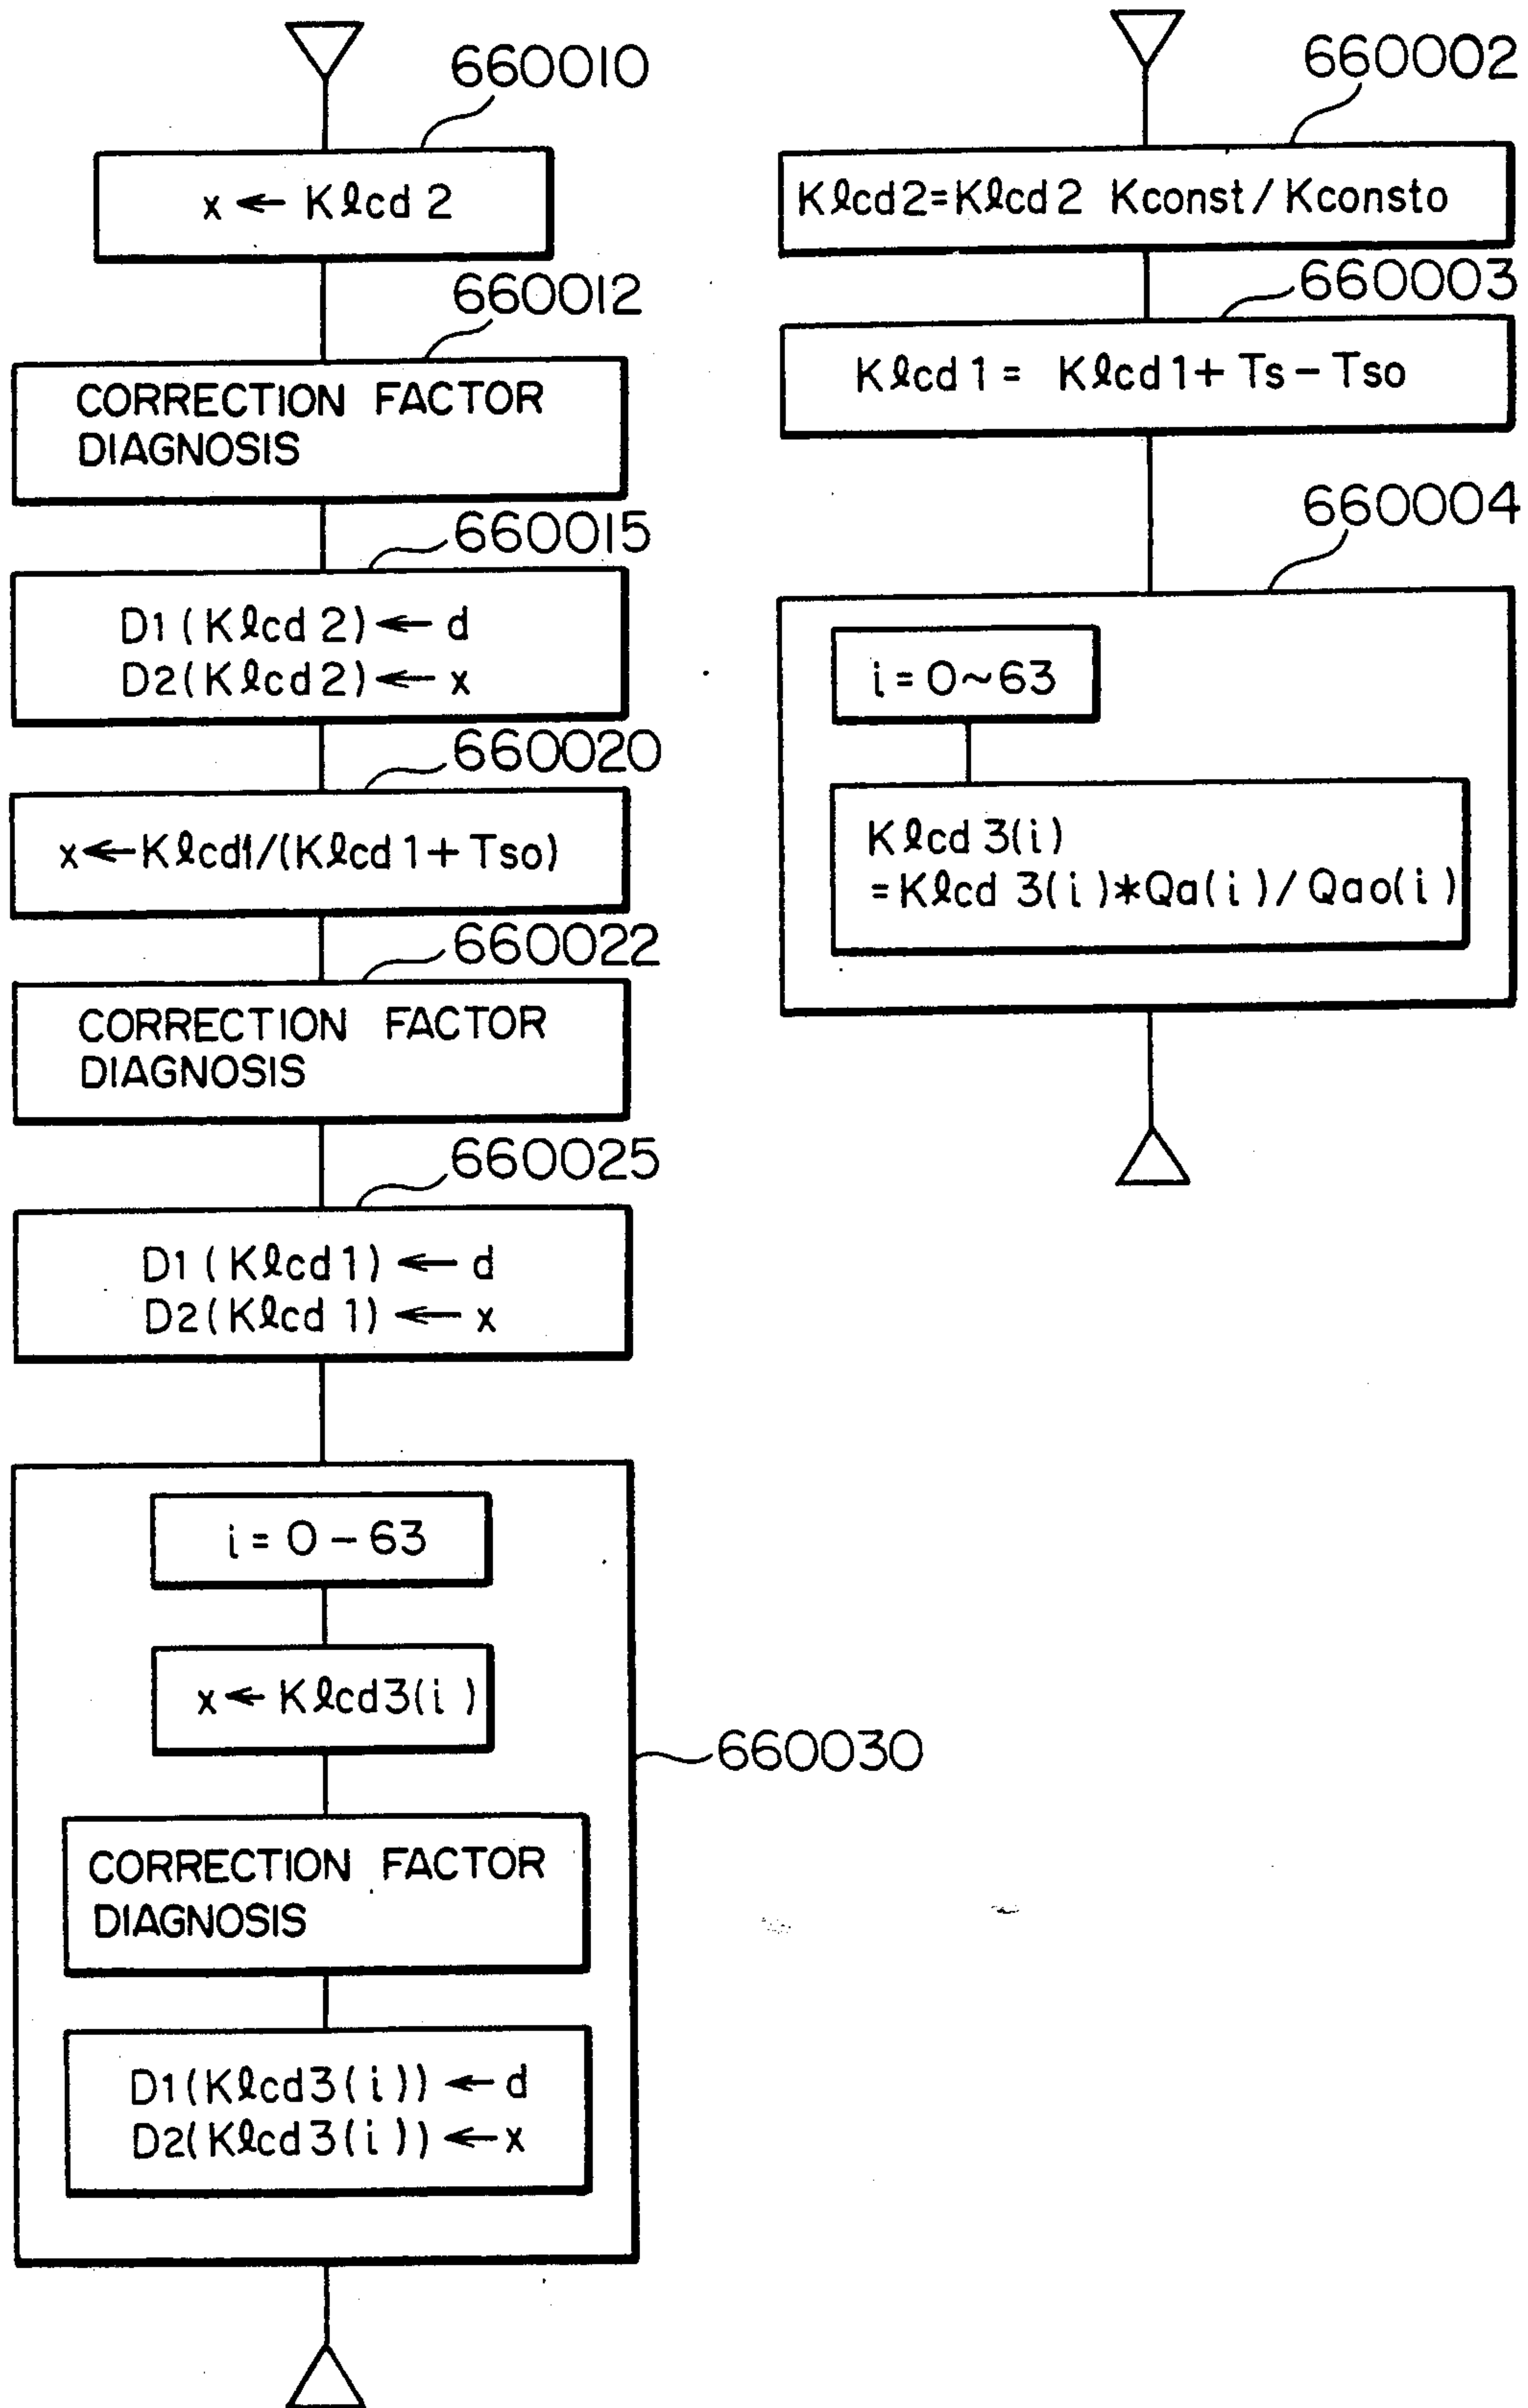 660010
x ← Kℓcd 2
660012
CORRECTION FACTOR
DIAGNOSIS
660015
D1 (Kℓcd 2) ← d
D2 (Kℓcd 2) ← x
660020
x ← Kℓcd1/(Kℓcd 1 + Tso)
660022
CORRECTION FACTOR
DIAGNOSIS
660025
D1 (Kℓcd 1) ← d
D2 (Kℓcd 1) ← x
i = 0 - 63
x ← Kℓcd3(i)
660030
CORRECTION FACTOR
DIAGNOSIS
D1(Kℓcd3(i)) ← d
D2(Kℓcd3(i)) ← x
660002
Kℓcd2=Kℓcd2 Kconst/Kconsto
660003
Kℓcd 1 = Kℓcd 1 + Ts - Tso
660004
i = 0~63
Kℓcd 3(i)
=Kℓcd 3(i)*Qa(i)/Qao(i)